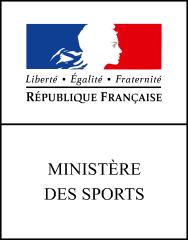 Liberté • Égalité • Fraternité
RÉPUBLIQUE FRANÇAISE
MINISTÈRE
DES SPORTS